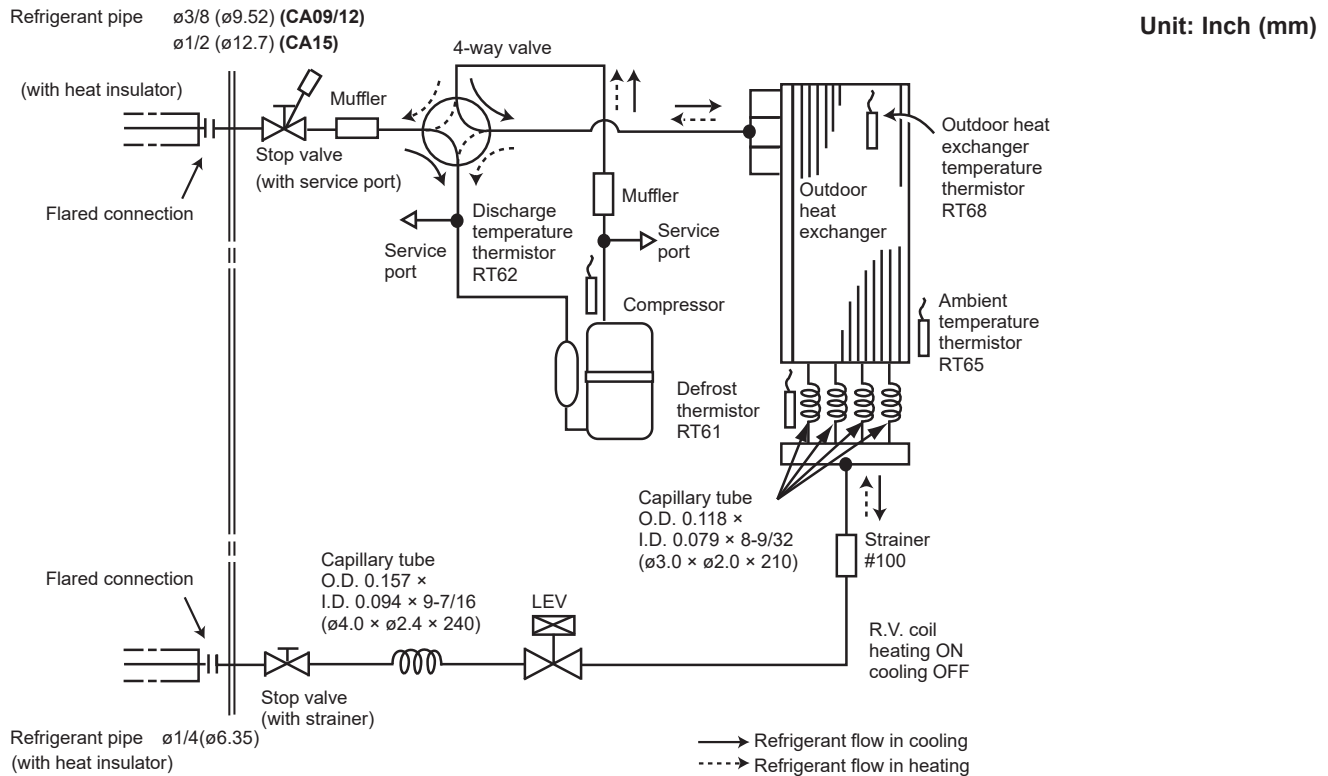 Refrigerant pipe ø3/8 (ø9.52) (CA09/12)
ø1/2 (ø12.7) (CA15)
Unit: Inch (mm)
(with heat insulator)
4-way valve
Muffler
Stop valve
(with service port)
Flared connection
Outdoor heat
exchanger
temperature
thermistor
RT68
Outdoor
heat
exchanger
Muffler
Discharge
temperature
thermistor
RT62
Service
port
Service
port
Compressor
Ambient
temperature
thermistor
RT65
Defrost
thermistor
RT61
Capillary tube
O.D. 0.118 ×
I.D. 0.079 × 8-9/32
(ø3.0 × ø2.0 × 210)
Strainer
#100
Flared connection
Capillary tube
O.D. 0.157 ×
I.D. 0.094 × 9-7/16
(ø4.0 × ø2.4 × 240)
LEV
R.V. coil
heating ON
cooling OFF
Stop valve
(with strainer)
Refrigerant pipe ø1/4(ø6.35)
(with heat insulator)
Refrigerant flow in cooling
Refrigerant flow in heating